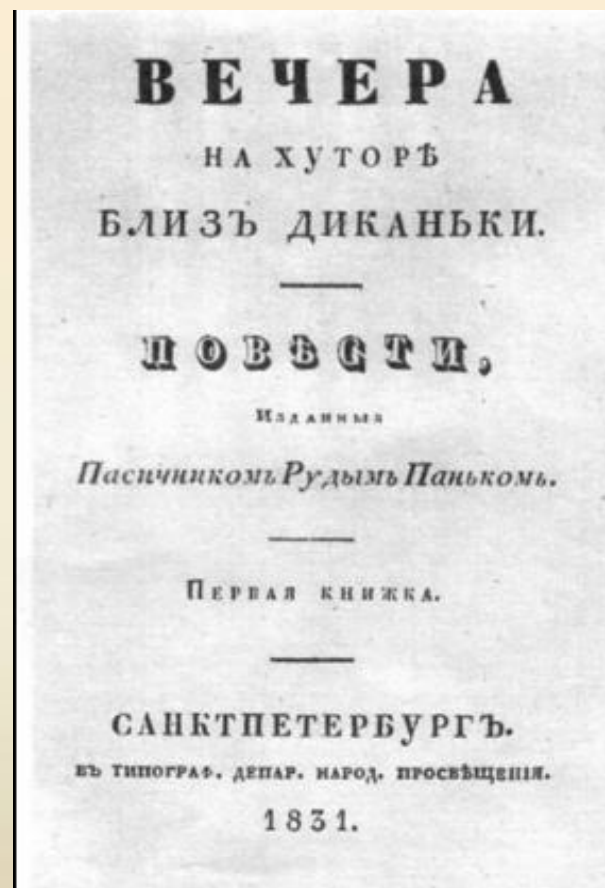 ВЕЧЕРА
НА ХУТОРѢ
БЛИЗЪ ДИКАНЬКИ.
ПОВѢСТИ,
Изданныя
Пасичникомъ Рудымъ Панькомъ.
Первая книжка.
САНКТПЕТЕРБУРГЪ.
въ типограф. депар. народ. просвѣщенія.
1831.